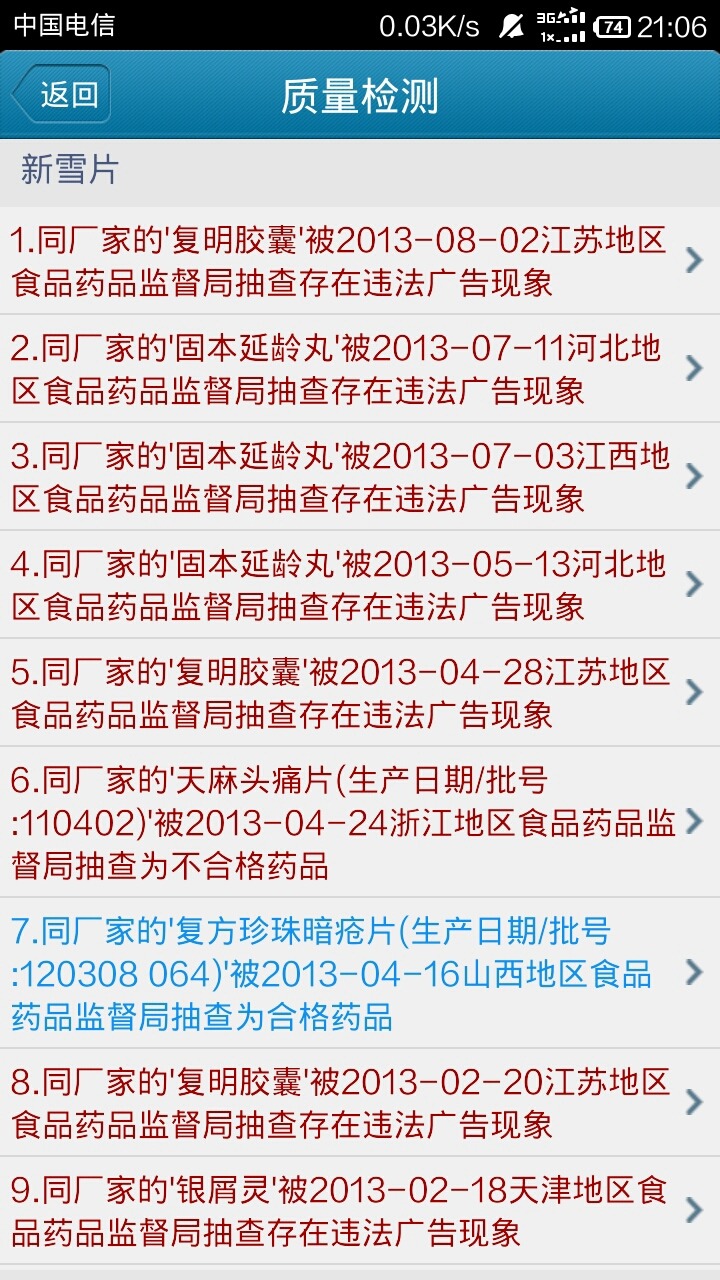 中国电信 0.03K/s 3G 1x 74 21:06
返回 质量检测
新雪片
1.同厂家的'复明胶囊'被2013-08-02江苏地区
食品药品监督局抽查存在违法广告现象
2.同厂家的'固本延龄丸'被2013-07-11河北地
区食品药品监督局抽查存在违法广告现象
3.同厂家的'固本延龄丸'被2013-07-03江西地
区食品药品监督局抽查存在违法广告现象
4.同厂家的'固本延龄丸'被2013-05-13河北地
区食品药品监督局抽查存在违法广告现象
5.同厂家的'复明胶囊'被2013-04-28江苏地区
食品药品监督局抽查存在违法广告现象
6.同厂家的'天麻头痛片(生产日期/批号
:110402)'被2013-04-24浙江地区食品药品监
督局抽查为不合格药品
7.同厂家的'复方珍珠暗疮片(生产日期/批号
:120308 064)'被2013-04-16山西地区食品
药品监督局抽查为合格药品
8.同厂家的'复明胶囊'被2013-02-20江苏地区
食品药品监督局抽查存在违法广告现象
9.同厂家的'银屑灵'被2013-02-18天津地区食
品药品监督局抽查存在违法广告现象